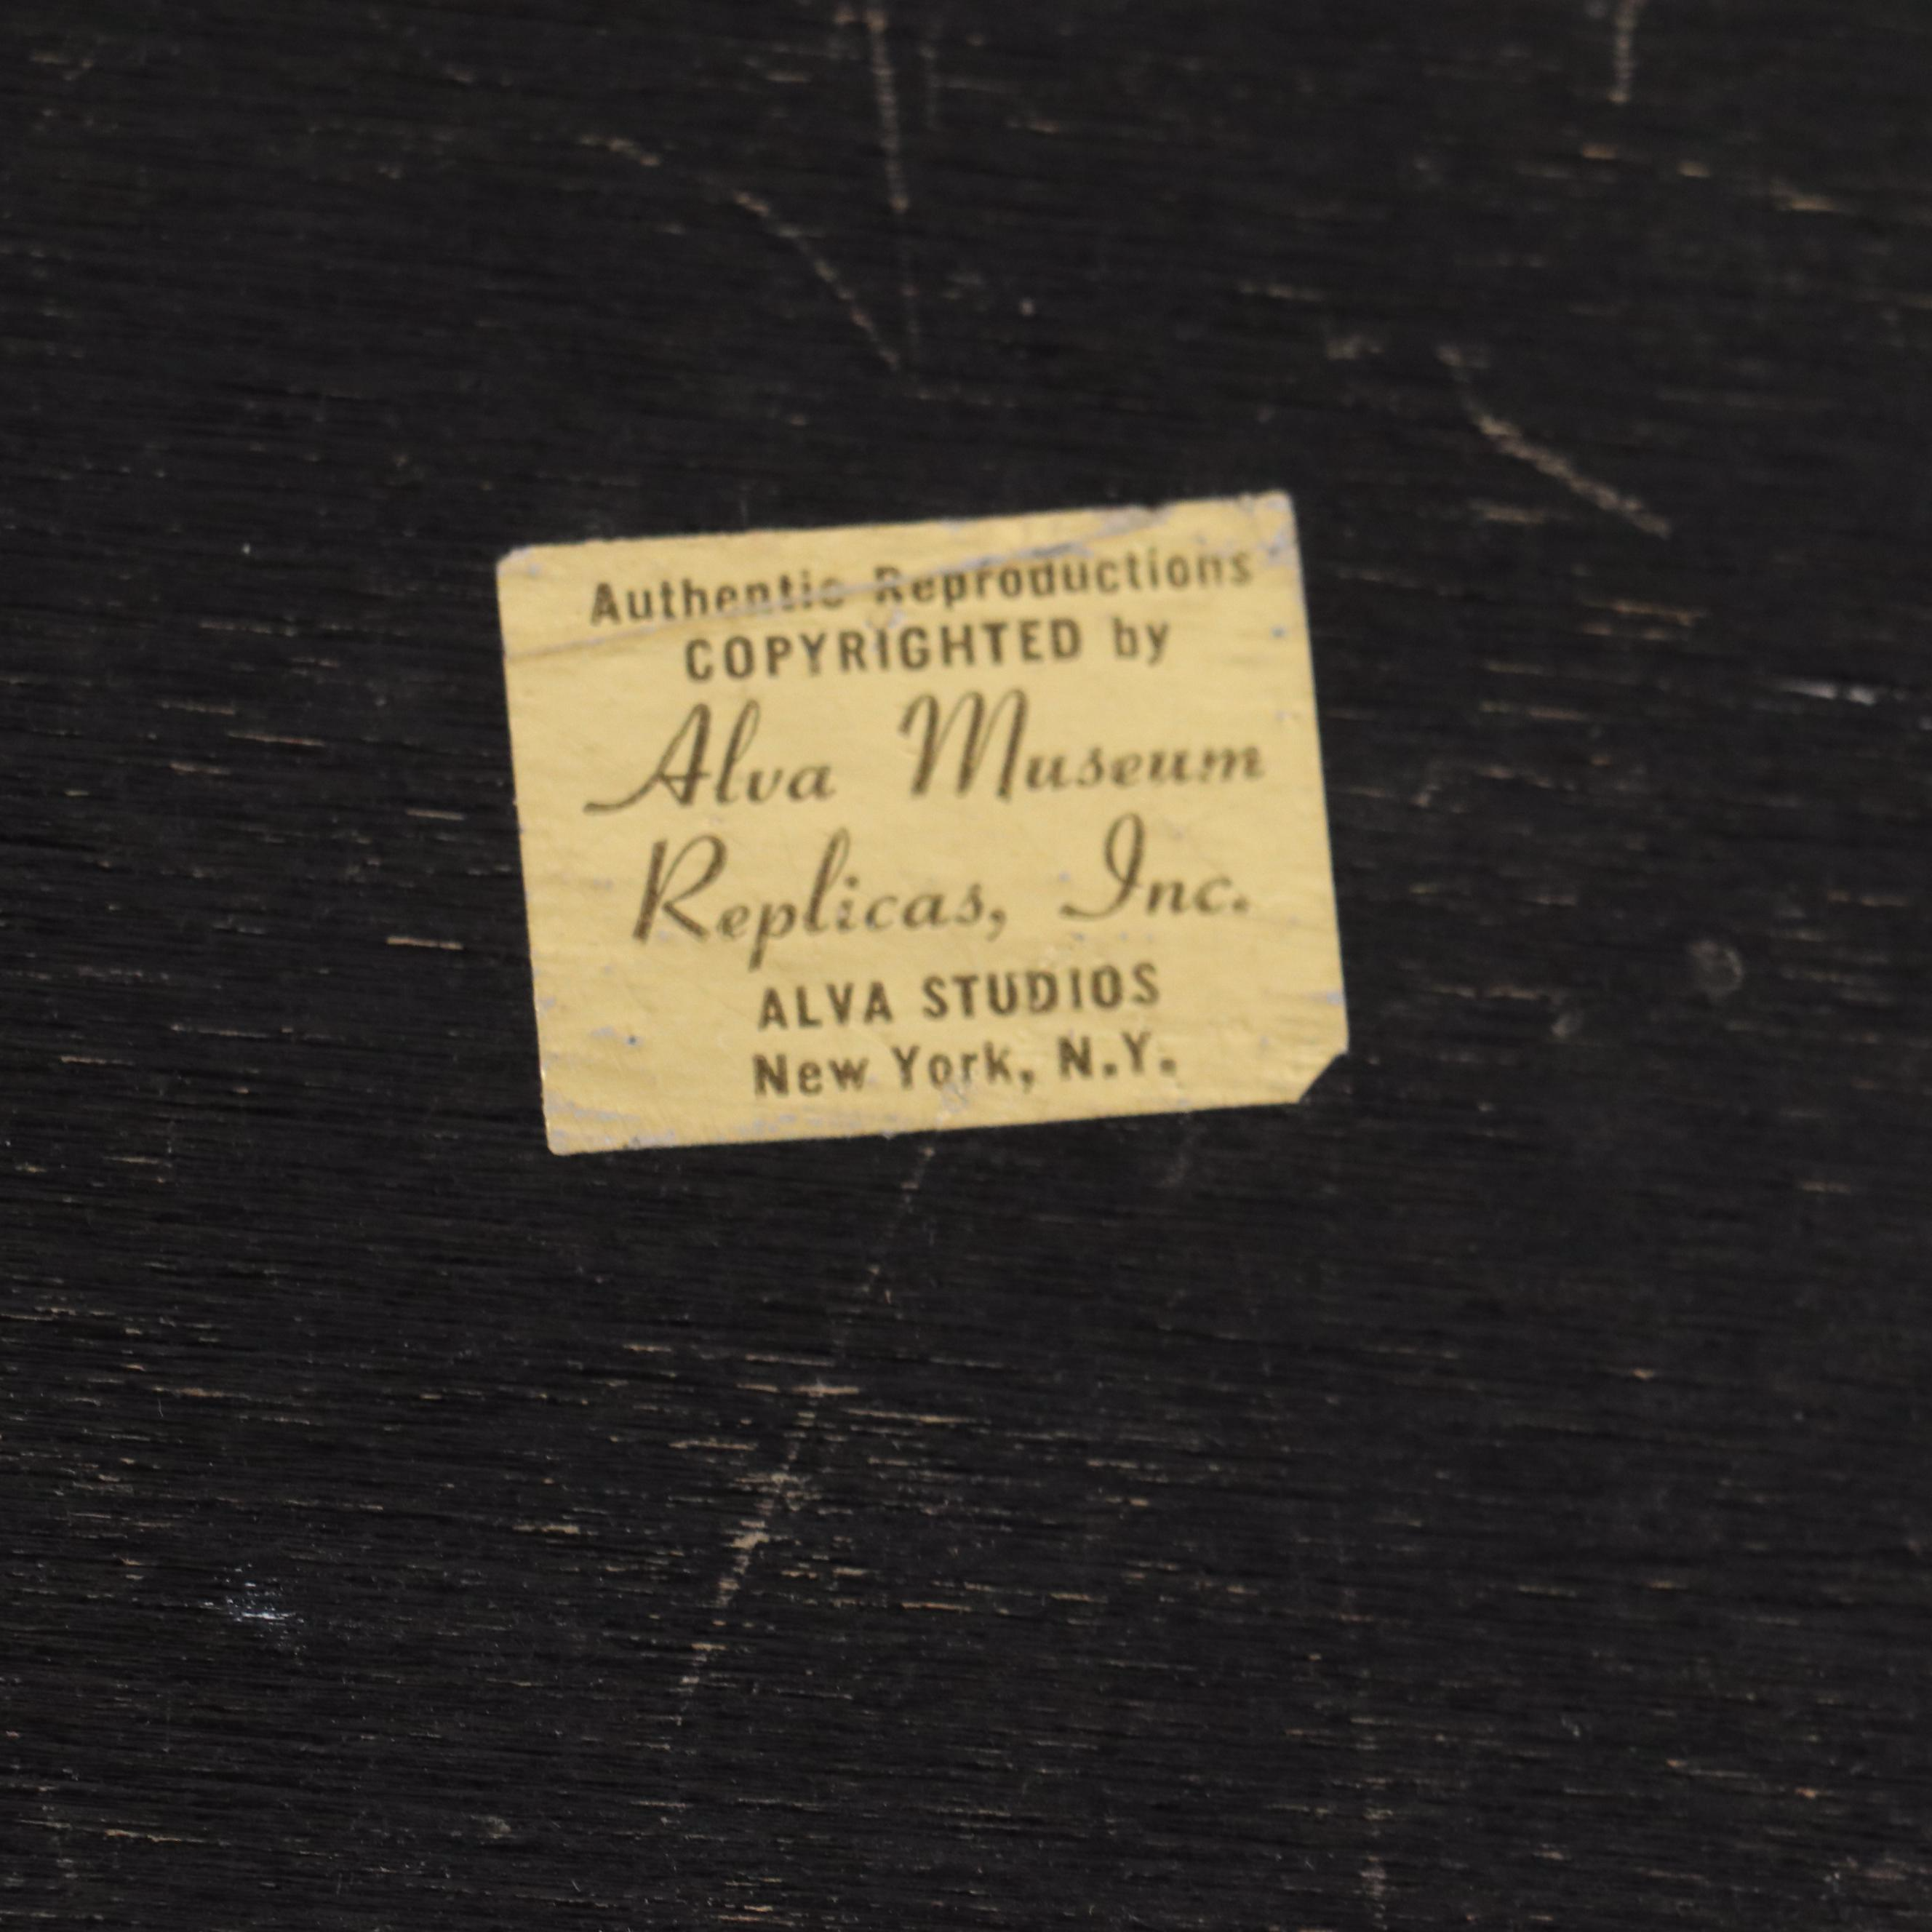 Authentic Reproductions
COPYRIGHTED by
Alva Museum
Replicas, Inc.
ALVA STUDIOS
New York, N.Y.